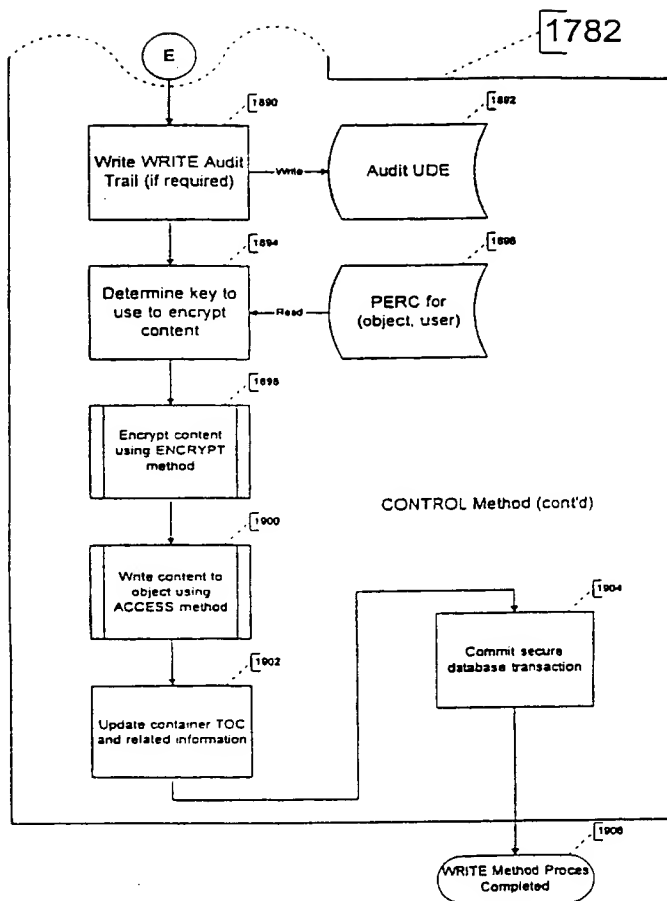 1782
E
1890
Write WRITE Audit
Trail (if required)
Write
1892
Audit UDE
1894
Determine key to
use to encrypt
content
Read
1896
PERC for
(object, user)
1898
Encrypt content
using ENCRYPT
method
CONTROL Method (cont'd)
1900
Write content to
object using
ACCESS method
1904
Commit secure
database transaction
1902
Update container TOC
and related information
1906
WRITE Method Proces
Completed